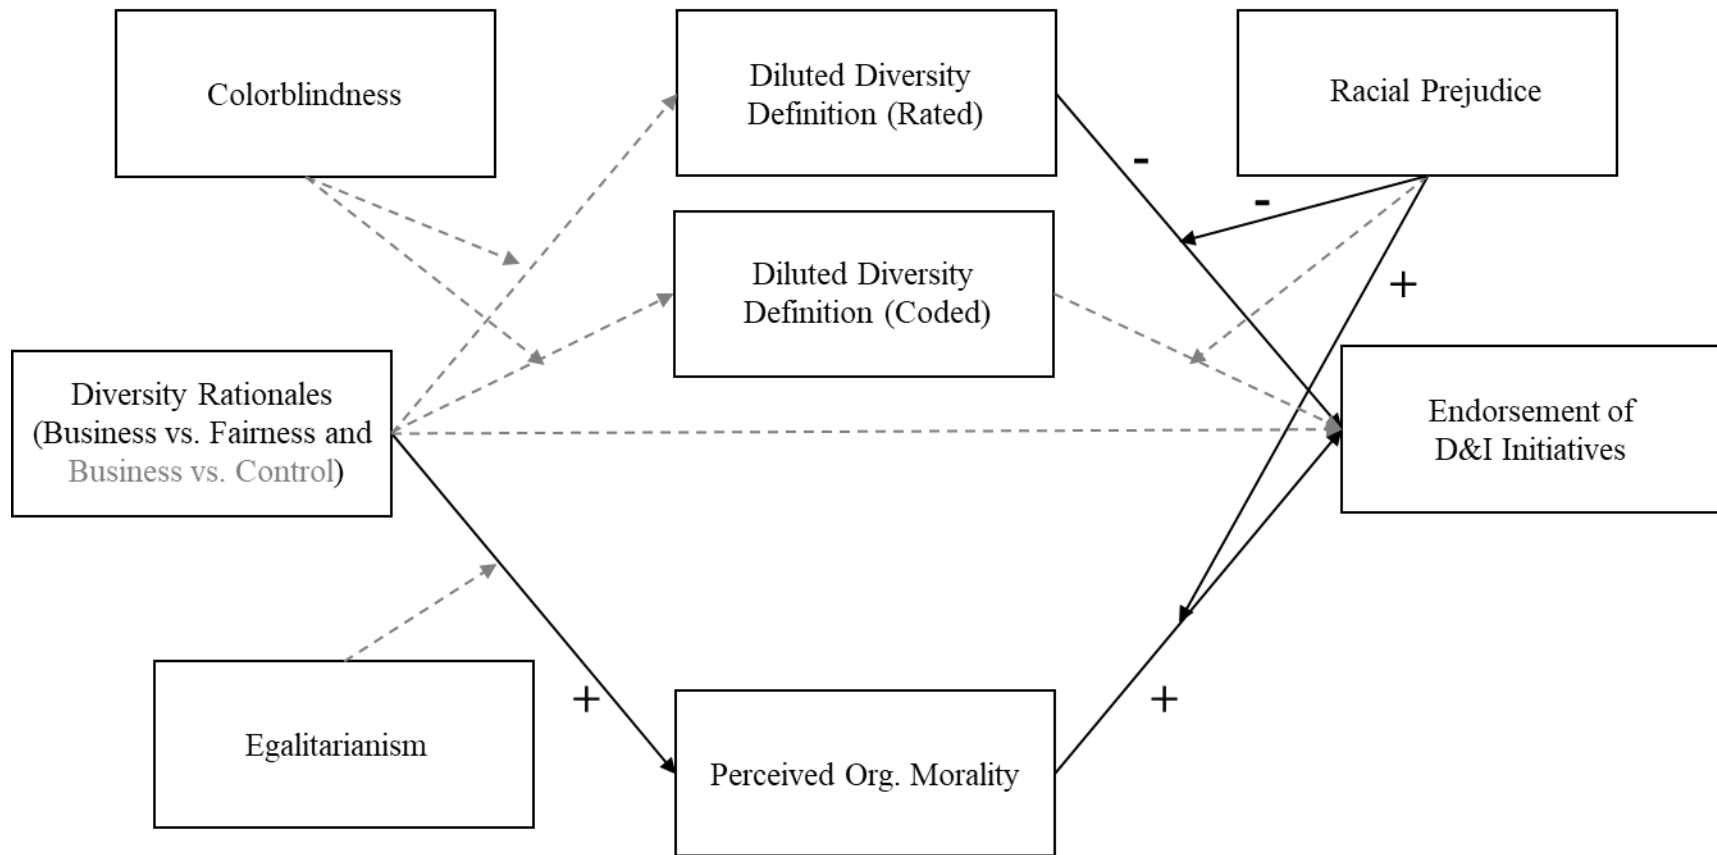 Colorblindness
Diluted Diversity
Definition (Rated)
Racial Prejudice
-
-
Diluted Diversity
Definition (Coded)
+
Diversity Rationales
(Business vs. Fairness and
Business vs. Control)
Endorsement of
D&I Initiatives
Egalitarianism
+
+
Perceived Org. Morality